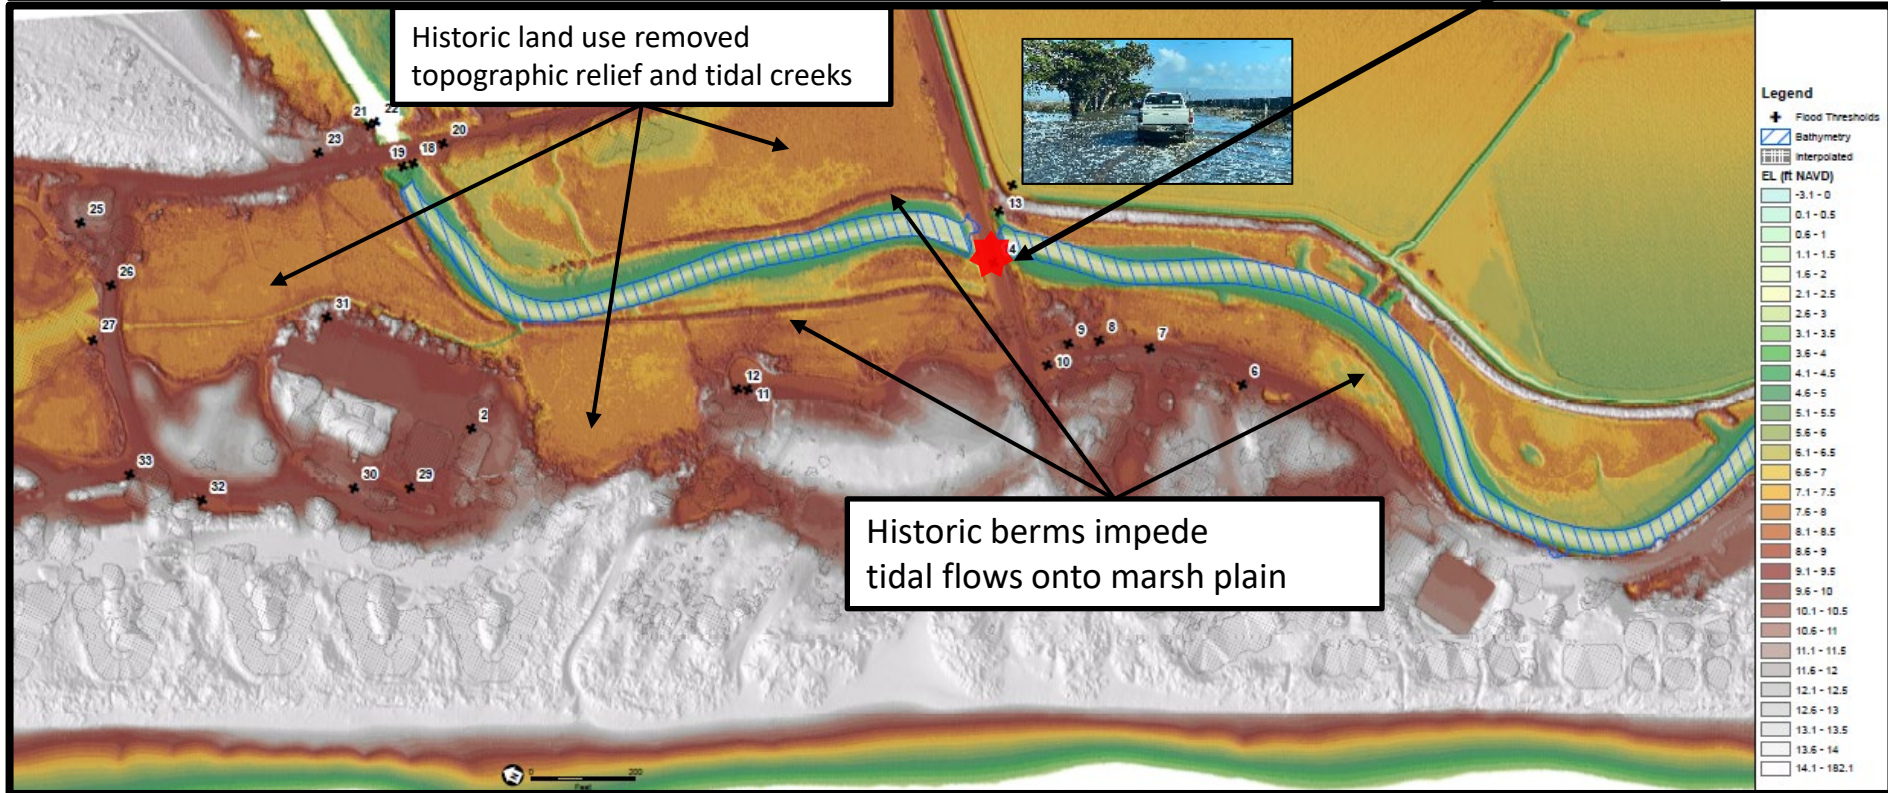 Historic land use removed
topographic relief and tidal creeks
21
22
23
20
19
18
25
26
27
31
13
4
9
8
7
10
6
12
11
2
33
32
30
29
Historic berms impede
tidal flows onto marsh plain
N
0
200
Feet
Legend
Flood Thresholds
Bathymetry
Interpolated
EL (ft NAVD)
-3.1 - 0
0.1 - 0.5
0.6 - 1
1.1 - 1.5
1.6 - 2
2.1 - 2.5
2.6 - 3
3.1 - 3.5
3.6 - 4
4.1 - 4.5
4.6 - 5
5.1 - 5.5
5.6 - 6
6.1 - 6.5
6.6 - 7
7.1 - 7.5
7.6 - 8
8.1 - 8.5
8.6 - 9
9.1 - 9.5
9.6 - 10
10.1 - 10.5
10.6 - 11
11.1 - 11.5
11.6 - 12
12.1 - 12.5
12.6 - 13
13.1 - 13.5
13.6 - 14
14.1 - 182.1